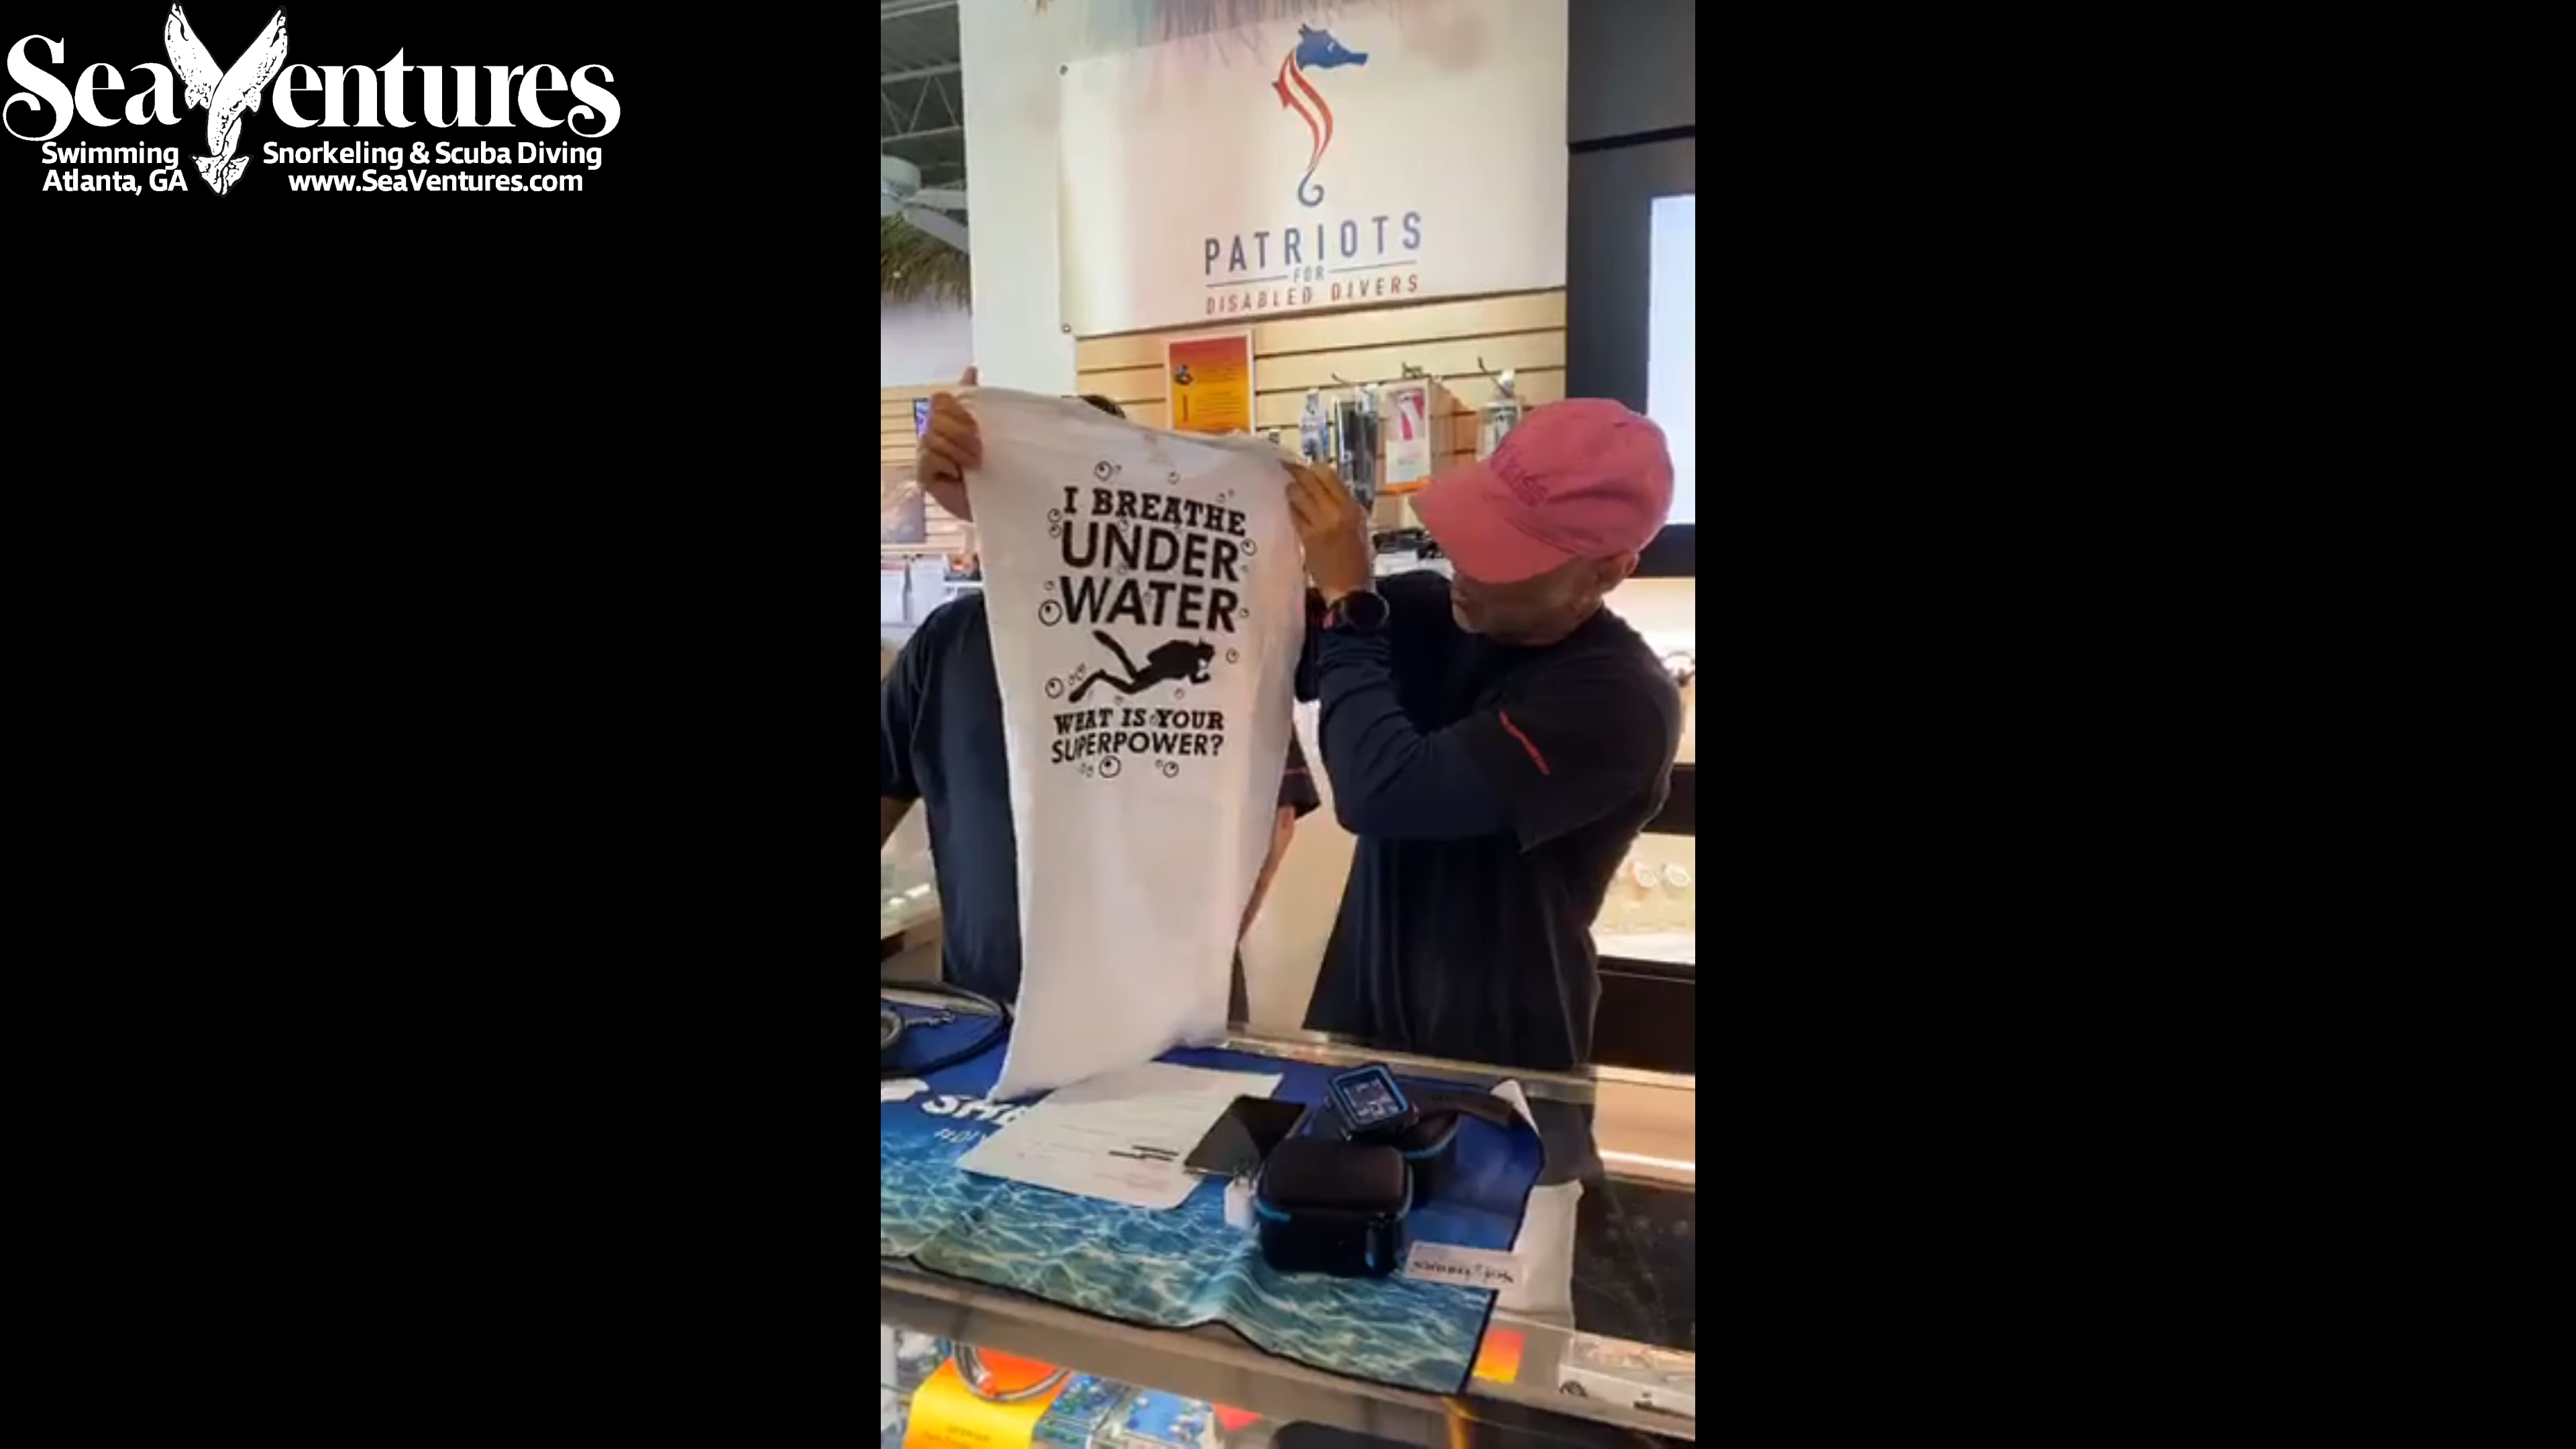 SeaVentures
Swimming Snorkeling & Scuba Diving
Atlanta, GA www.SeaVentures.com
PATRIOTS
FOR
DISABLED DIVERS
I BREATHE
UNDER
WATER
WHAT IS YOUR
SUPERPOWER?